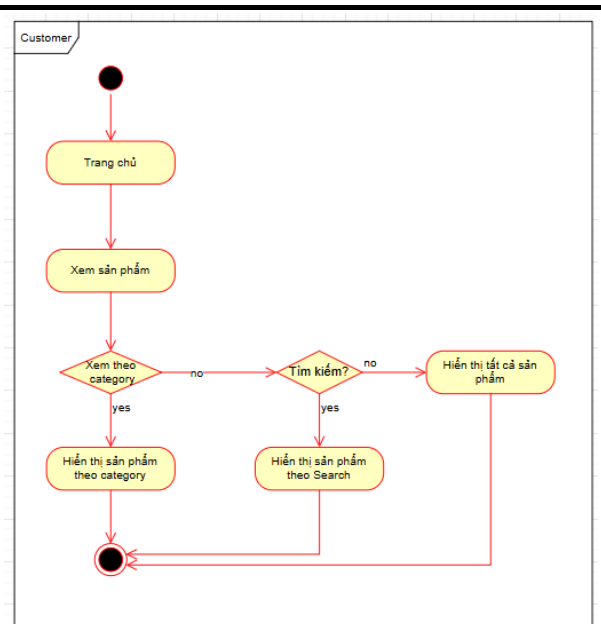 Customer
Trang chủ
Xem sản phẩm
Xem theo
category
no
Tìm kiếm?
no
Hiển thị tất cả sản
phẩm
yes
yes
Hiển thị sản phẩm
theo category
Hiển thị sản phẩm
theo Search